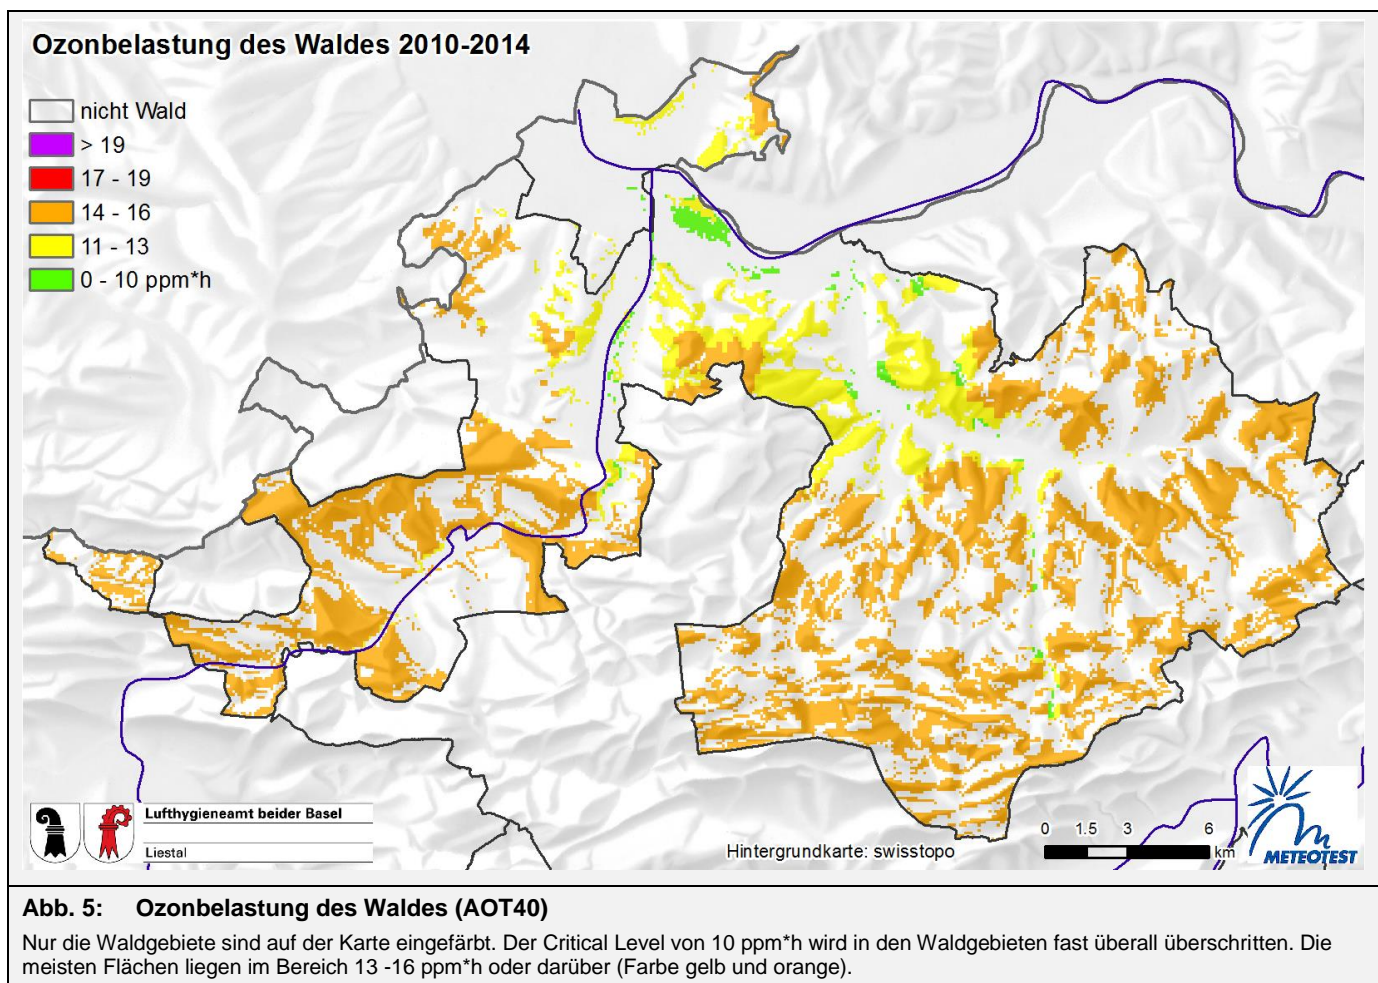 Ozonbelastung des Waldes 2010-2014
nicht Wald
> 19
17 - 19
14 - 16
11 - 13
0 - 10 ppm*h
Lufthygieneamt beider Basel
Liestal
Hintergrundkarte: swisstopo
0 1.5 3 6
km
METEOTEST
Abb. 5: Ozonbelastung des Waldes (AOT40)
Nur die Waldgebiete sind auf der Karte eingefärbt. Der Critical Level von 10 ppm*h wird in den Waldgebieten fast überall überschritten. Die
meisten Flächen liegen im Bereich 13 -16 ppm*h oder darüber (Farbe gelb und orange).